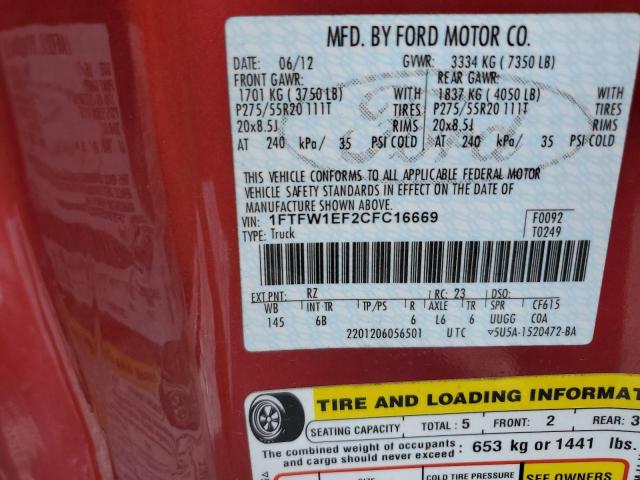 MFD. BY FORD MOTOR CO.
DATE: 06/12 GVWR: 3334 KG ( 7350 LB)
FRONT GAWR: REAR GAWR:
1701 KG ( 3750 LB) WITH 1837 KG ( 4050 LB) WITH
P275/55R20 111T TIRES P275/55R20 111T TIRES
20x8.5J RIMS 20x8.5J RIMS
AT 240 kPa/ 35 PSI COLD AT 240 kPa/ 35 PSI COLD
Ford
THIS VEHICLE CONFORMS TO ALL APPLICABLE FEDERAL MOTOR
VEHICLE SAFETY STANDARDS IN EFFECT ON THE DATE OF
MANUFACTURE SHOWN ABOVE.
VIN: 1FTFW1EF2CFC16669 F0092
TYPE: Truck T0249
EXT PNT: RZ RC: 23 DSO:
WB INT TR TP/PS R AXLE TR SPR CF615
145 6B 6 L6 6 UUGG COA
2201206056501 UTC 5U5A-1520472-BA
TIRE AND LOADING INFORMAT
SEATING CAPACITY TOTAL : 5 FRONT: 2 REAR: 3
The combined weight of occupants
and cargo should never exceed : 653 kg or 1441 lbs.
SIZE COLD TIRE PRESSURE SEE OWNERS